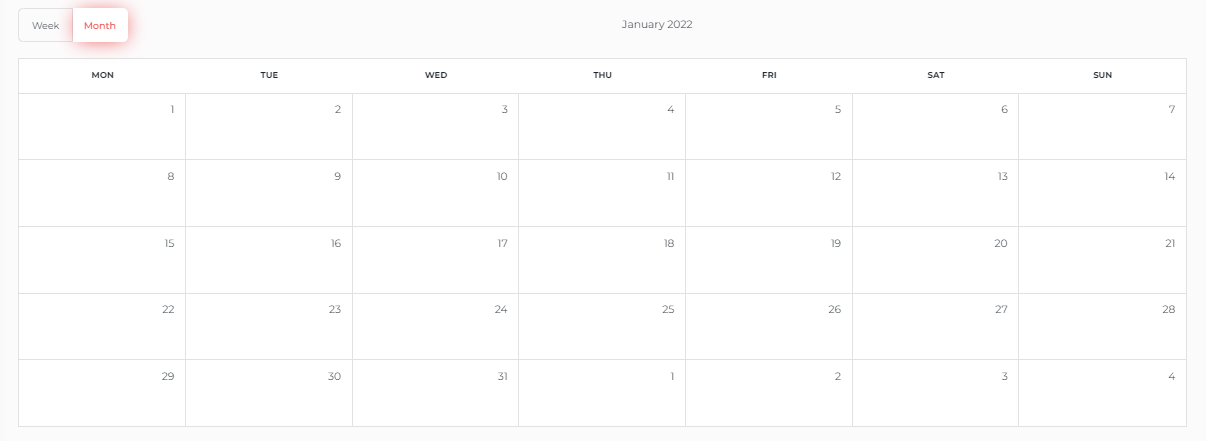 Week Month January 2022
MON TUE WED THU FRI SAT SUN
1 2 3 4 5 6 7
8 9 10 11 12 13 14
15 16 17 18 19 20 21
22 23 24 25 26 27 28
29 30 31 1 2 3 4